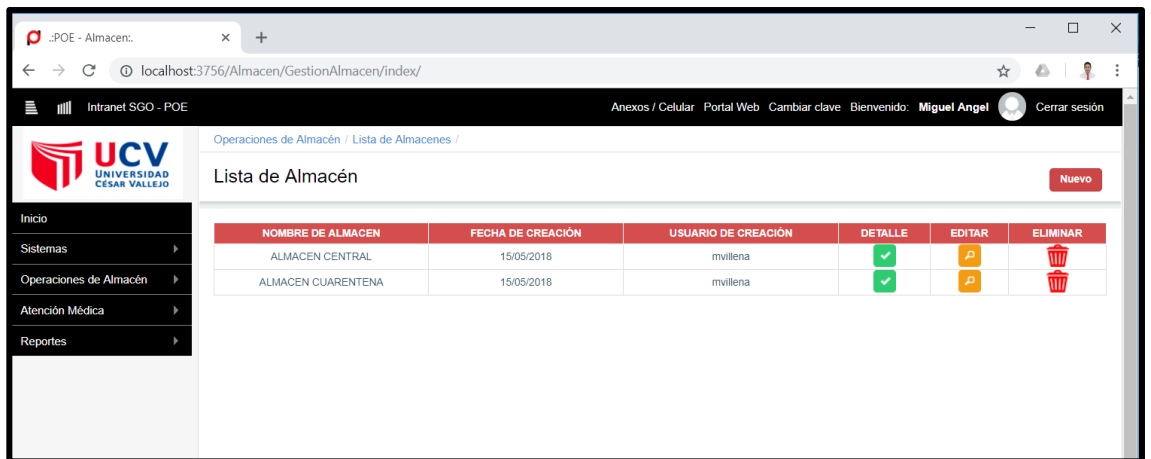 .:POE - Almacen:.
localhost:3756/Almacen/GestionAlmacen/index/
Intranet SGO - POE Anexos / Celular Portal Web Cambiar clave Bienvenido: Miguel Angel Cerrar sesión
UCV
UNIVERSIDAD
CÉSAR VALLEJO
Operaciones de Almacén / Lista de Almacenes /
Lista de Almacén
Nuevo
Inicio
Sistemas
Operaciones de Almacén
Atención Médica
Reportes
NOMBRE DE ALMACEN FECHA DE CREACIÓN USUARIO DE CREACIÓN DETALLE EDITAR ELIMINAR
ALMACEN CENTRAL 15/05/2018 mvillena
ALMACEN CUARENTENA 15/05/2018 mvillena